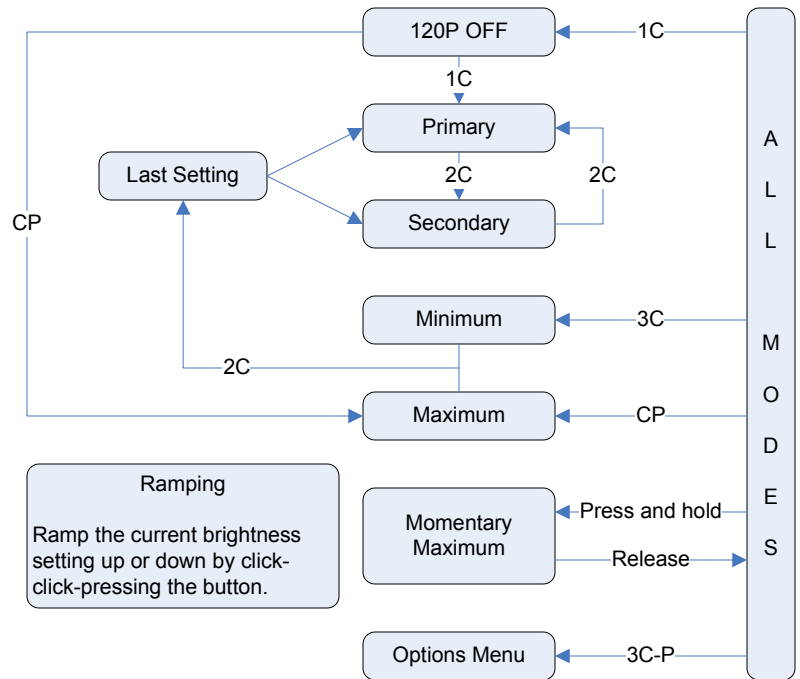 120P OFF
1C
1C
Primary
Last Setting
2C
2C
Secondary
CP
Minimum
3C
2C
Maximum
CP
Ramping
Ramp the current brightness
setting up or down by click-
click-pressing the button.
Momentary
Maximum
Press and hold
Release
Options Menu
3C-P
A
L
L
M
O
D
E
S